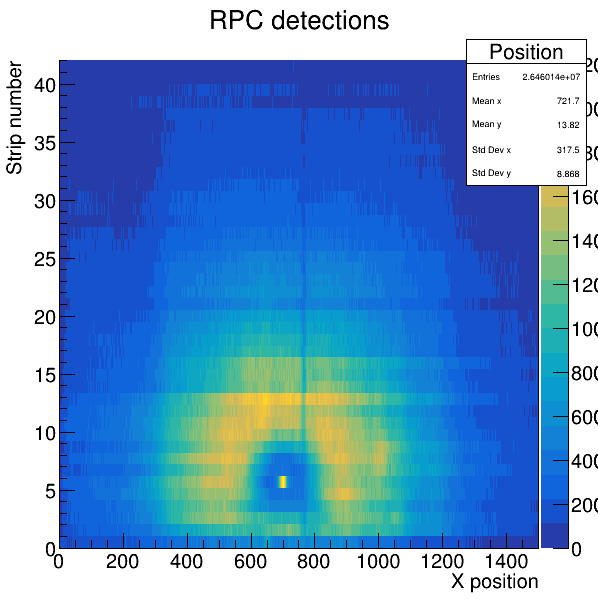 RPC detections
Position
Entries 2.646014e+07
Mean x 721.7
Mean y 13.82
Std Dev x 317.5
Std Dev y 8.868
Strip number
40
35
30
25
20
15
10
5
0
0 200 400 600 800 1000 1200 1400
X position
160
140
120
100
800
600
400
200
0